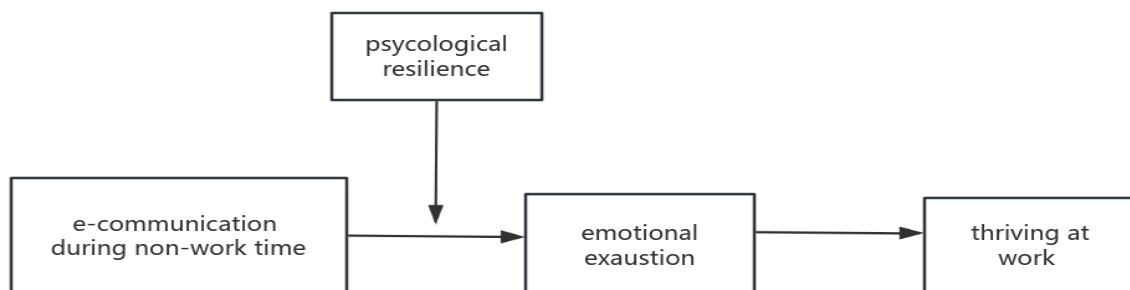 psycological
resilience
e-communication
during non-work time
emotional
exaustion
thriving at
work